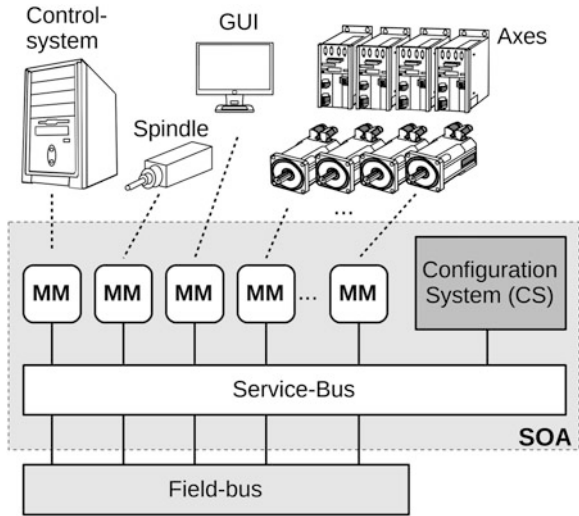 Control-
system
GUI
Axes
Spindle
...
MM
MM
MM
MM
...
MM
Configuration
System (CS)
Service-Bus
SOA
Field-bus